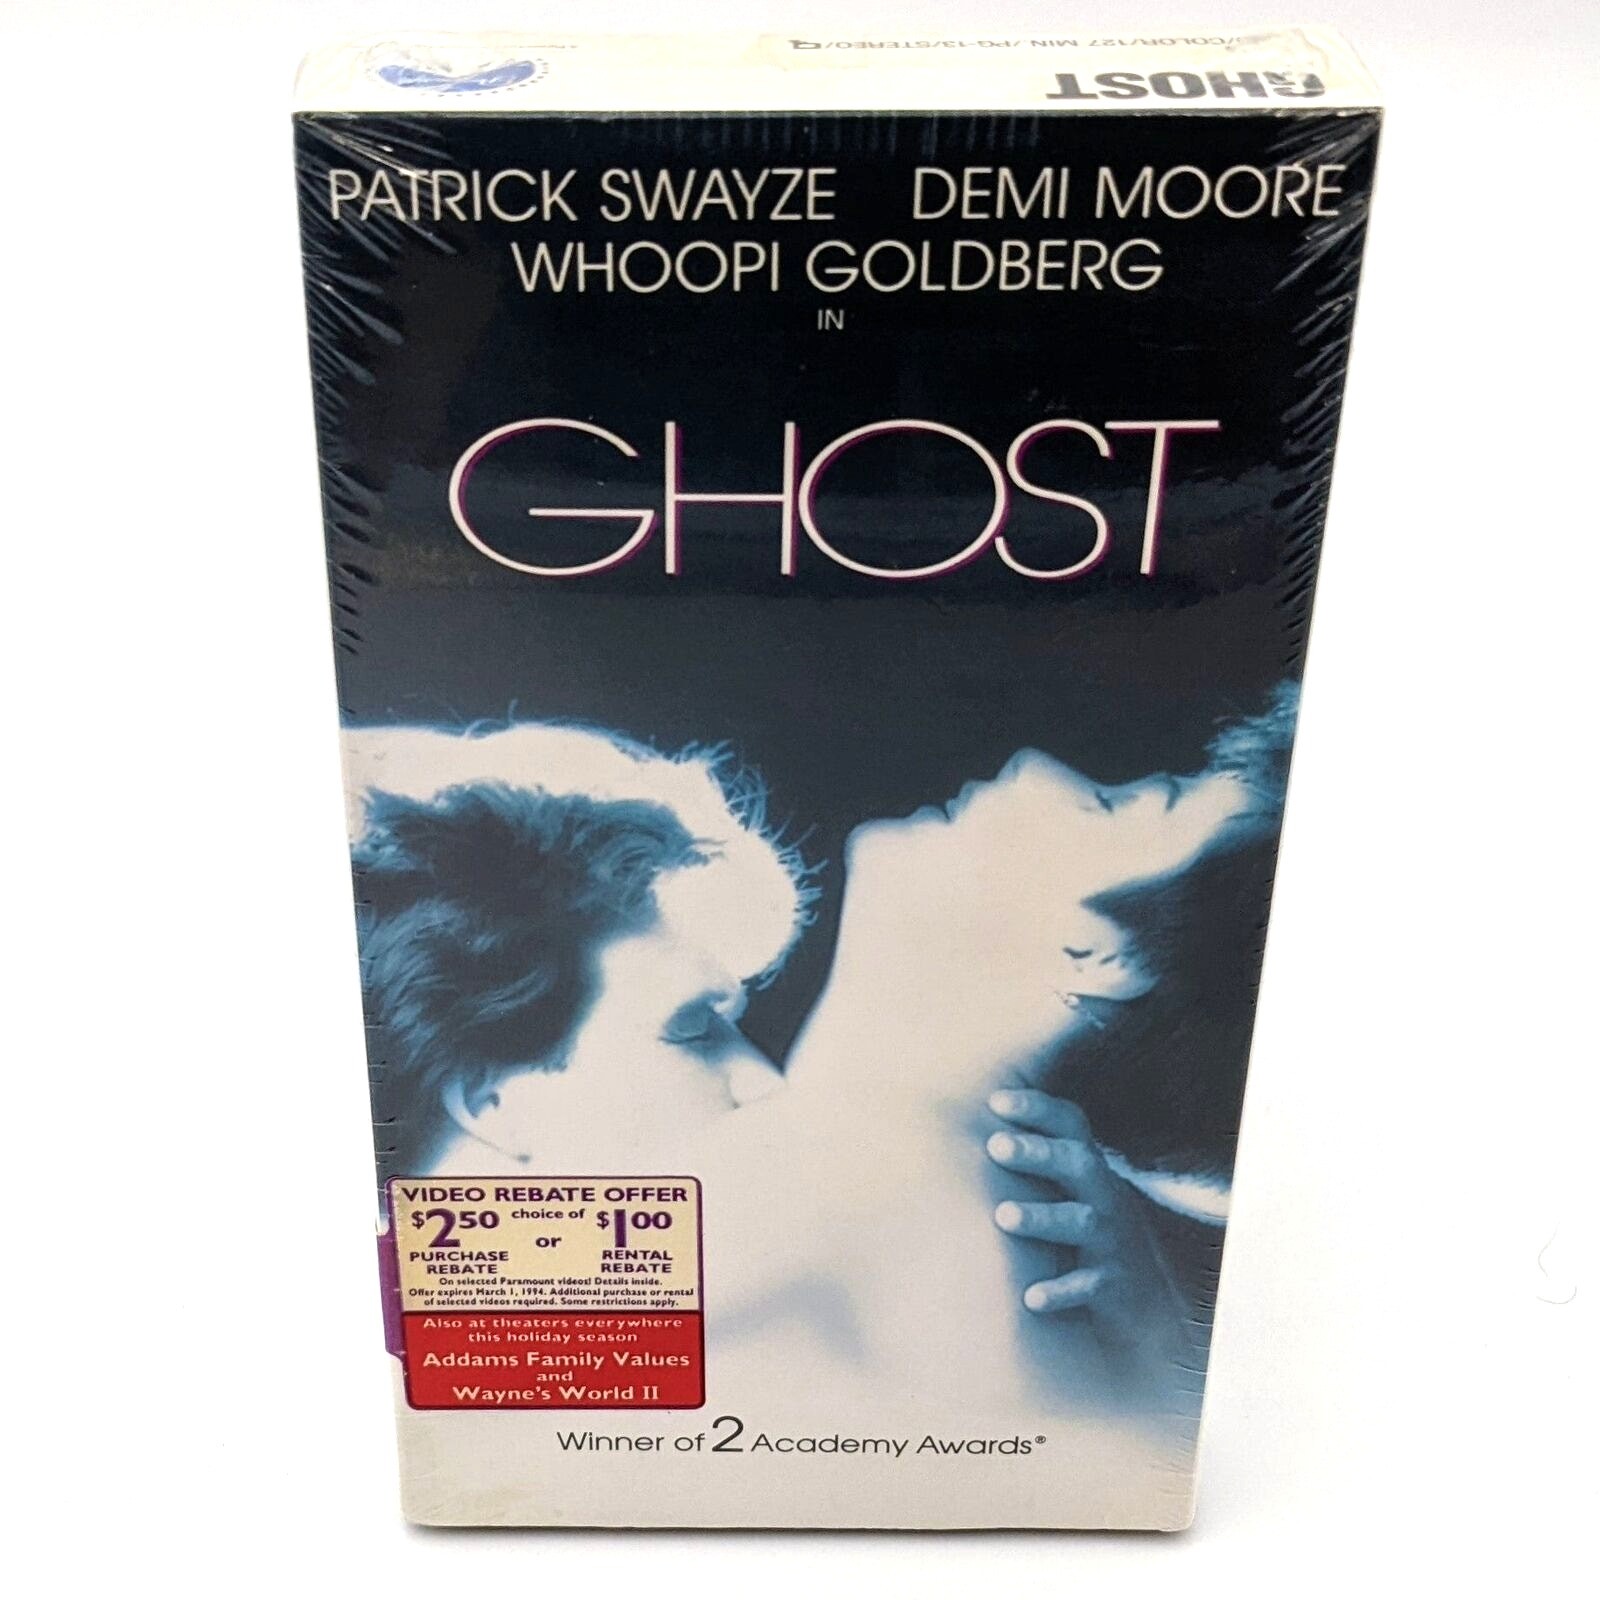 /COLOR/127 MIN./PG-13/STEREO/
GHOST
PATRICK SWAYZE DEMI MOORE
WHOOPI GOLDBERG
IN
GHOST
VIDEO REBATE OFFER
$2.50 choice of $1.00
or
PURCHASE REBATE
RENTAL REBATE
On selected Paramount videos! Details inside.
Offer expires March 1, 1994. Additional purchase or rental
of selected videos required. Some restrictions apply.
Also at theaters everywhere
this holiday season
Addams Family Values
and
Wayne's World II
Winner of 2 Academy Awards®